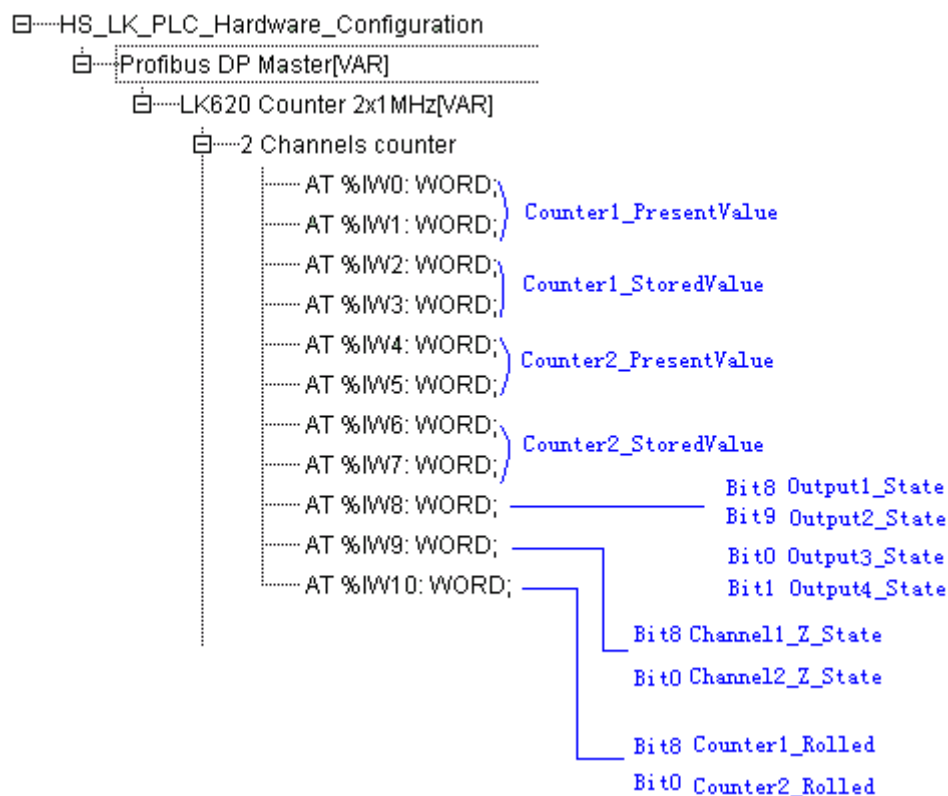 HS_LK_PLC_Hardware_Configuration
Profibus DP Master[VAR]
LK620 Counter 2x1MHz[VAR]
2 Channels counter
AT %IW0: WORD;
AT %IW1: WORD;
Counter1_PresentValue
AT %IW2: WORD;
AT %IW3: WORD;
Counter1_StoredValue
AT %IW4: WORD;
AT %IW5: WORD;
Counter2_PresentValue
AT %IW6: WORD;
AT %IW7: WORD;
Counter2_StoredValue
AT %IW8: WORD;
Bit8 Output1_State
Bit9 Output2_State
Bit0 Output3_State
Bit1 Output4_State
AT %IW9: WORD;
Bit8 Channel1_Z_State
Bit0 Channel2_Z_State
AT %IW10: WORD;
Bit8 Counter1_Rolled
Bit0 Counter2_Rolled